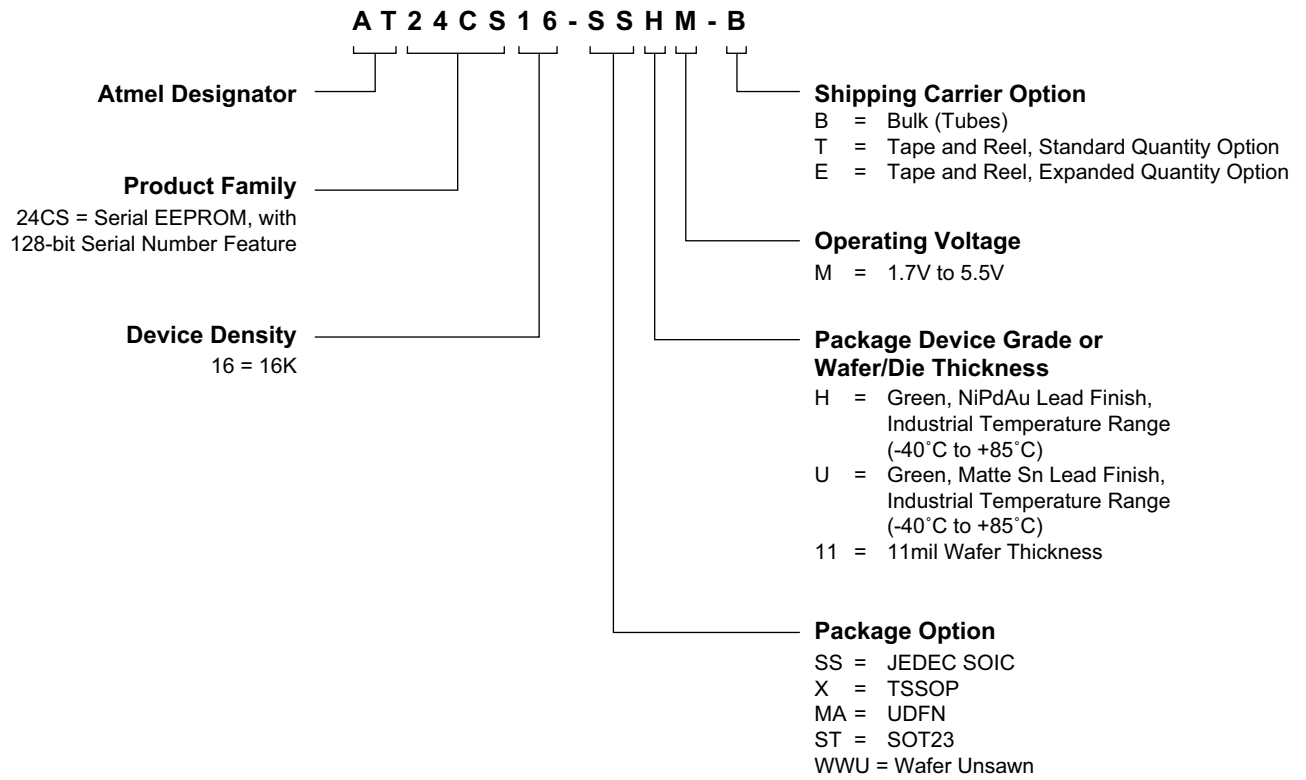 AT24CS16-SSHM-B
Atmel Designator
Product Family
24CS = Serial EEPROM, with
128-bit Serial Number Feature
Device Density
16 = 16K
Shipping Carrier Option
B = Bulk (Tubes)
T = Tape and Reel, Standard Quantity Option
E = Tape and Reel, Expanded Quantity Option
Operating Voltage
M = 1.7V to 5.5V
Package Device Grade or
Wafer/Die Thickness
H = Green, NiPdAu Lead Finish,
Industrial Temperature Range
(-40˚C to +85˚C)
U = Green, Matte Sn Lead Finish,
Industrial Temperature Range
(-40˚C to +85˚C)
11 = 11mil Wafer Thickness
Package Option
SS = JEDEC SOIC
X = TSSOP
MA = UDFN
ST = SOT23
WWU = Wafer Unsawn